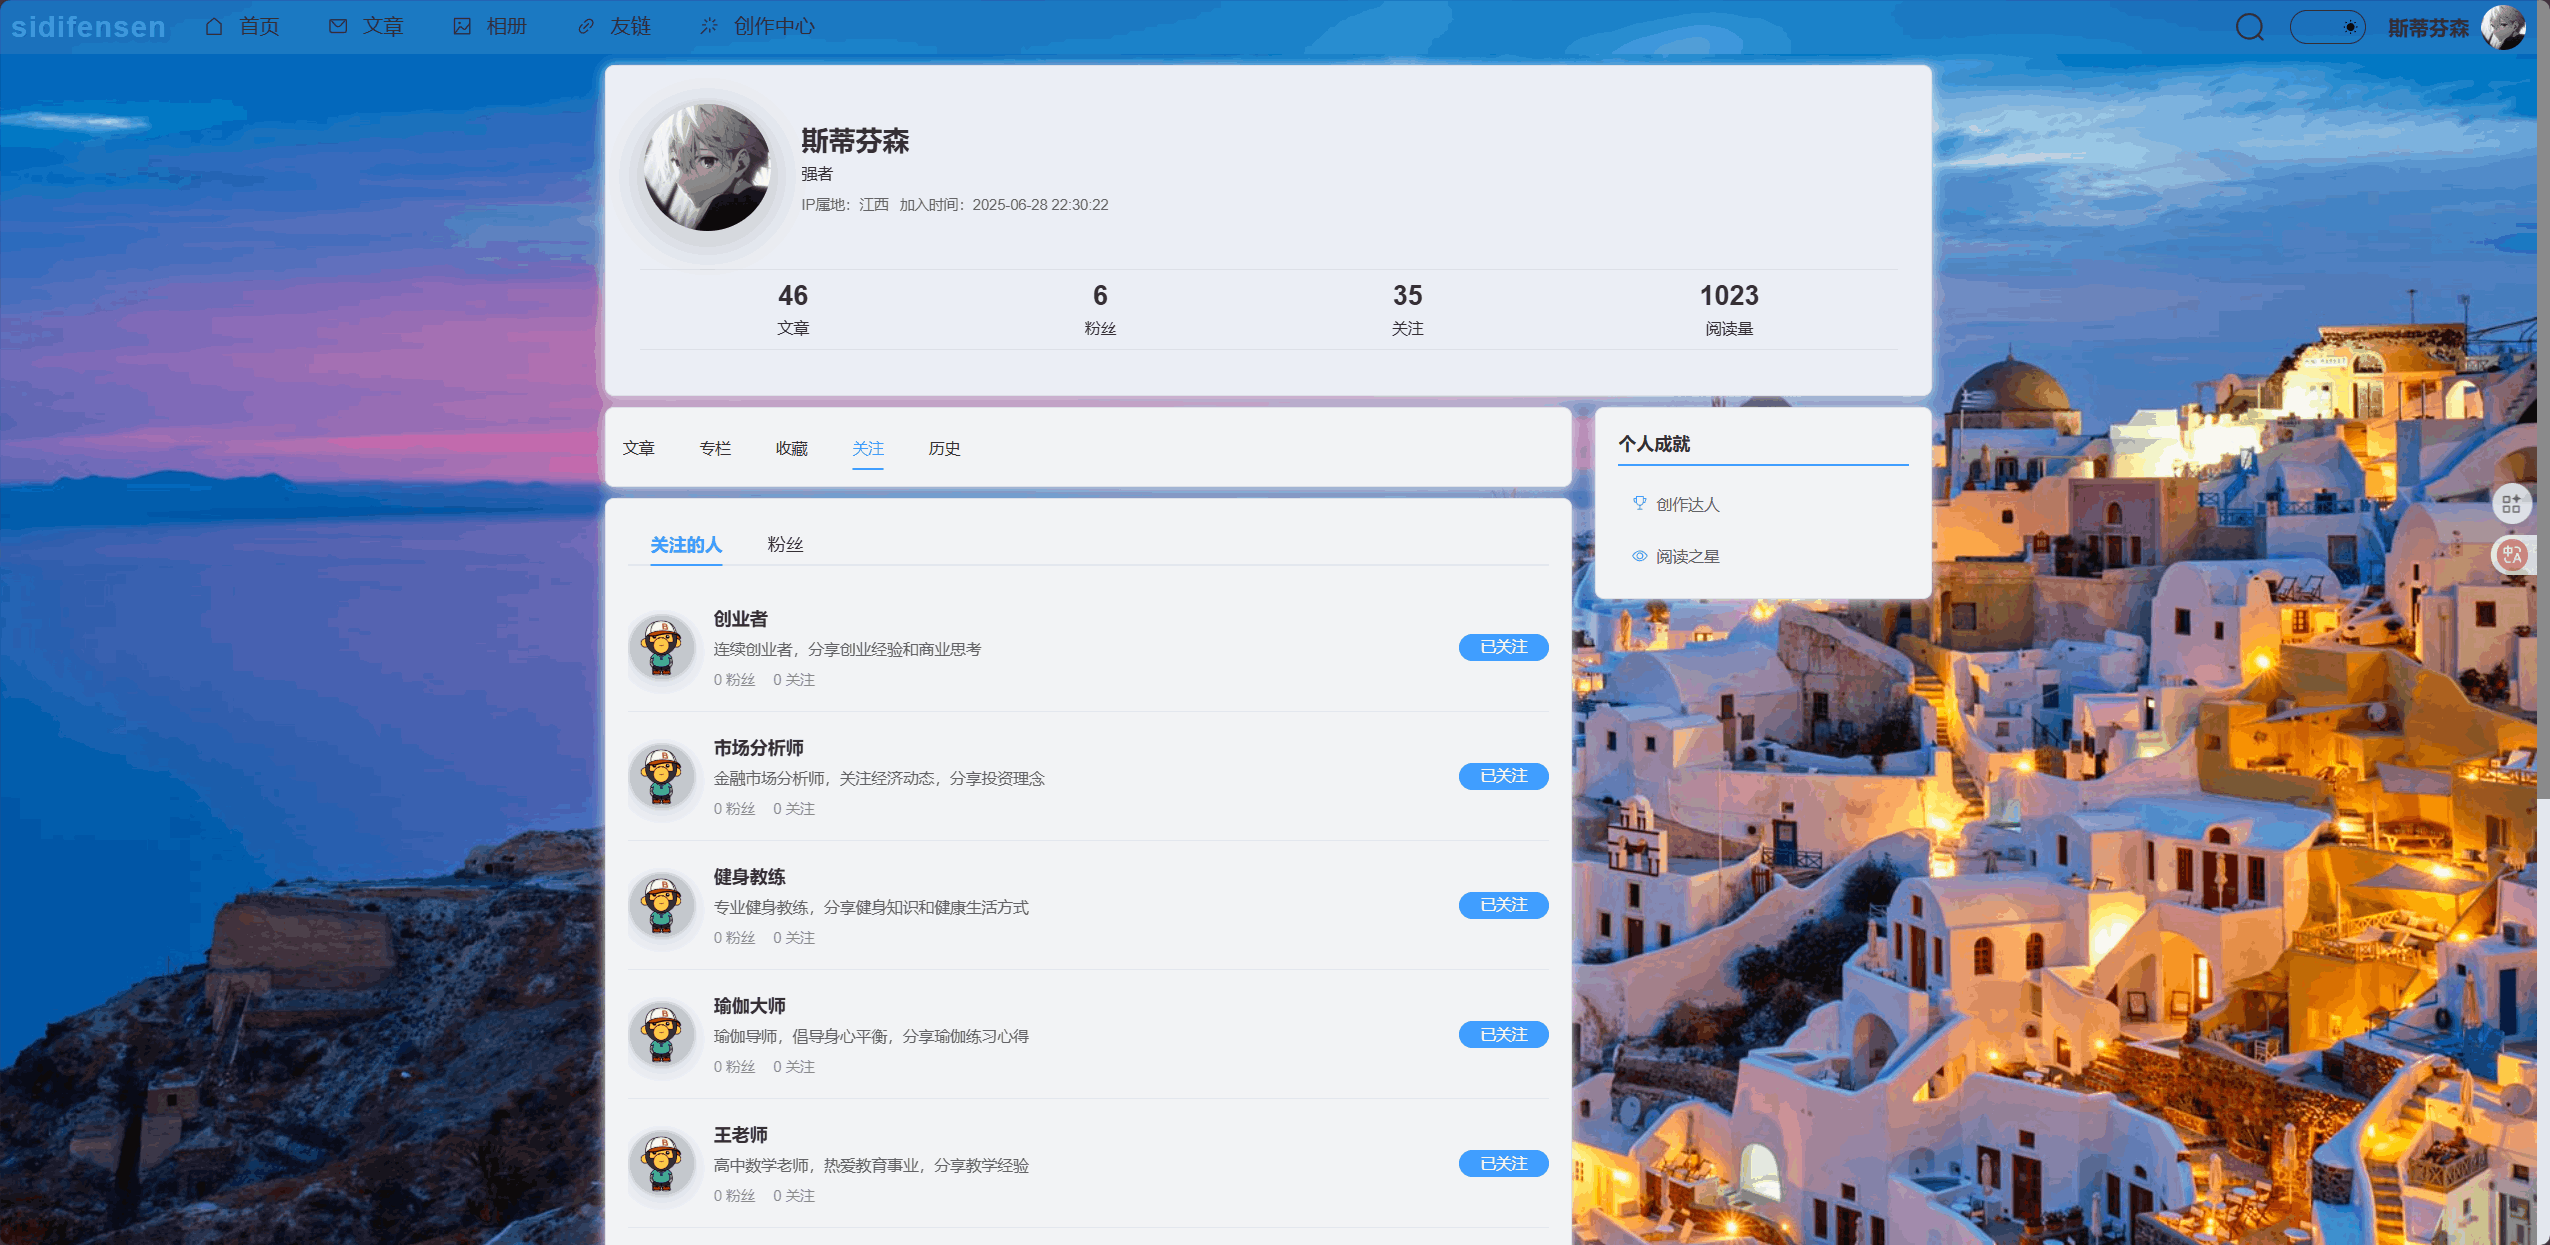 sidifensen 首页 文章 相册 友链 创作中心 斯蒂芬森
斯蒂芬森
强者
IP属地：江西 加入时间：2025-06-28 22:30:22
46 6 35 1023
文章 粉丝 关注 阅读量
文章 专栏 收藏 关注 历史
个人成就
创作达人
阅读之星
关注的人 粉丝
创业者
连续创业者，分享创业经验和商业思考
0 粉丝 0 关注
已关注
市场分析师
金融市场分析师，关注经济动态，分享投资理念
0 粉丝 0 关注
已关注
健身教练
专业健身教练，分享健身知识和健康生活方式
0 粉丝 0 关注
已关注
瑜伽大师
瑜伽导师，倡导身心平衡，分享瑜伽练习心得
0 粉丝 0 关注
已关注
王老师
高中数学老师，热爱教育事业，分享教学经验
0 粉丝 0 关注
已关注
中 A